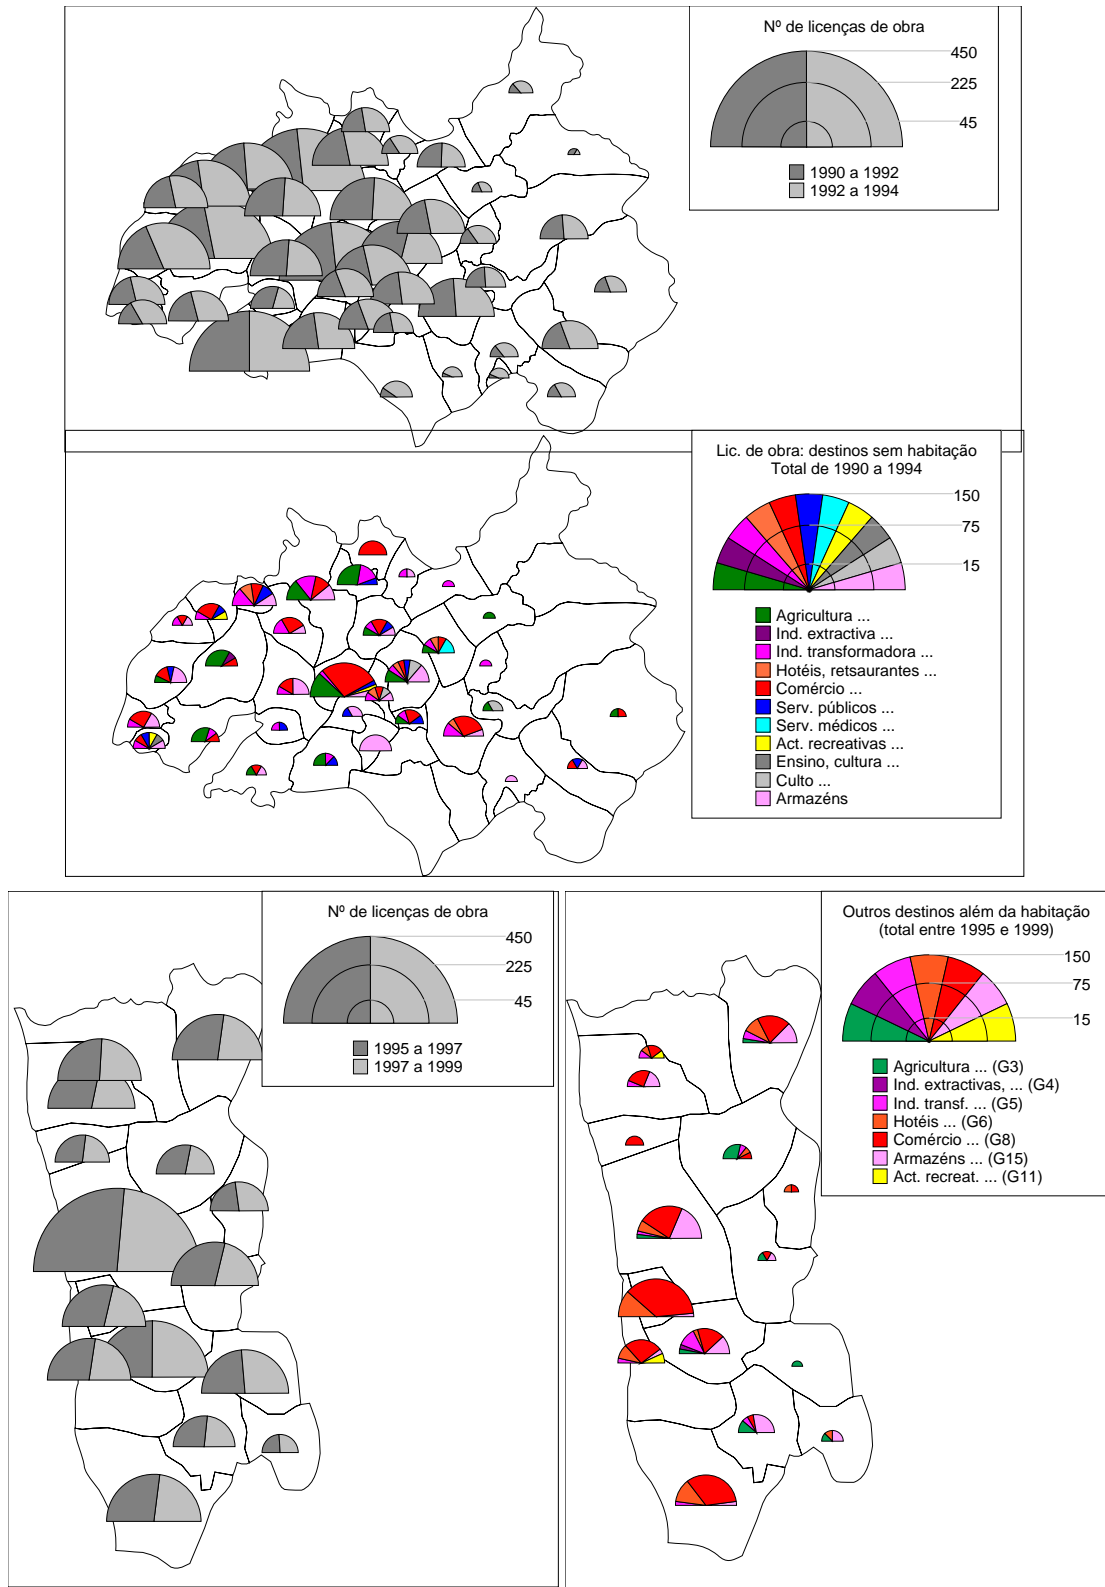 Nº de licenças de obra
450
225
45
1990 a 1992
1992 a 1994
Lic. de obra: destinos sem habitação
Total de 1990 a 1994
150
75
15
Agricultura ...
Ind. extractiva ...
Ind. transformadora ...
Hotéis, retsaurantes ...
Comércio ...
Serv. públicos ...
Serv. médicos ...
Act. recreativas ...
Ensino, cultura ...
Culto ...
Armazéns
Nº de licenças de obra
450
225
45
1995 a 1997
1997 a 1999
Outros destinos além da habitação
(total entre 1995 e 1999)
150
75
15
Agricultura ... (G3)
Ind. extractivas, ... (G4)
Ind. transf. ... (G5)
Hotéis ... (G6)
Comércio ... (G8)
Armazéns ... (G15)
Act. recreat. ... (G11)